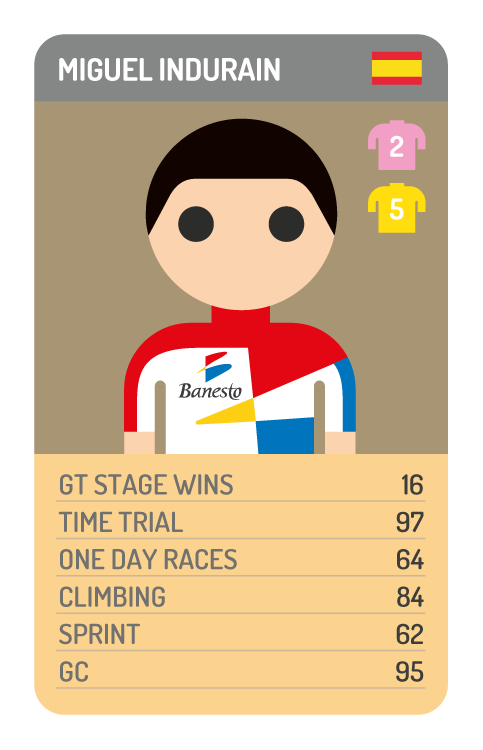 MIGUEL INDURAIN
2
5
Banesto
GT STAGE WINS 16
TIME TRIAL 97
ONE DAY RACES 64
CLIMBING 84
SPRINT 62
GC 95